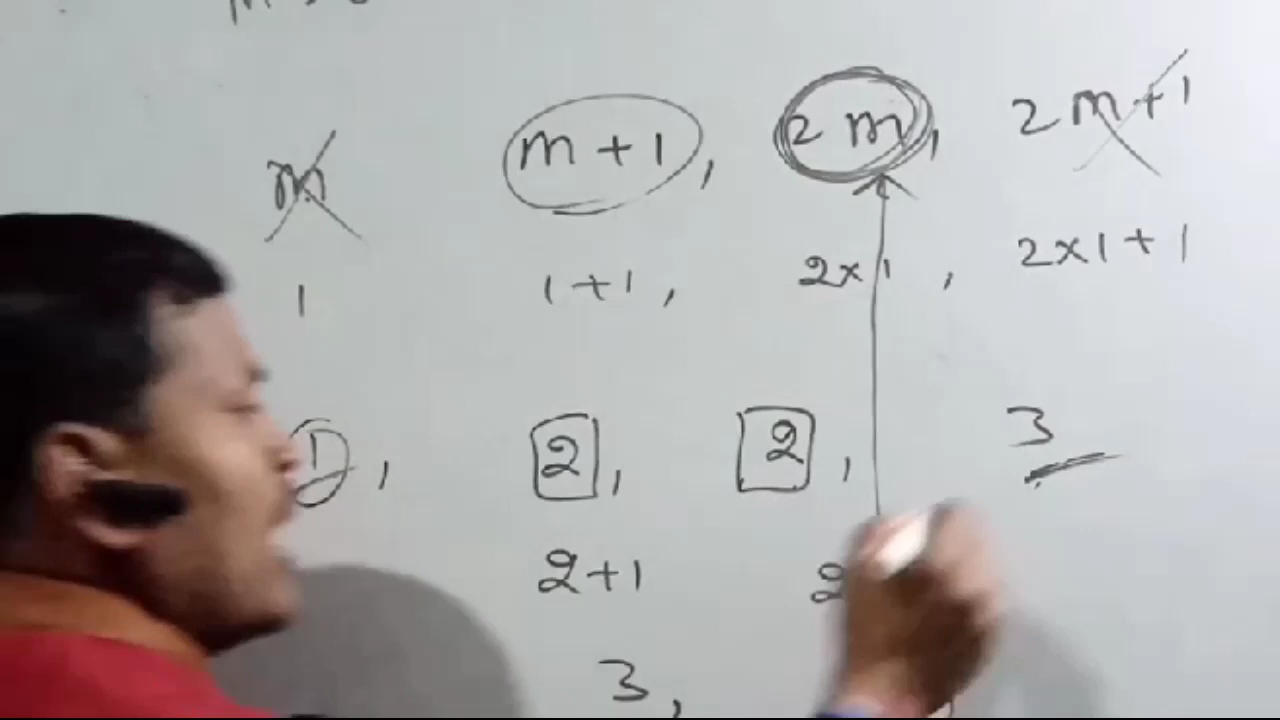 m m + 1, 2 m, 2 m + 1
1 1 + 1, 2 x 1, 2 x 1 + 1
1, 2, 2, 3
2 + 1 2
3,